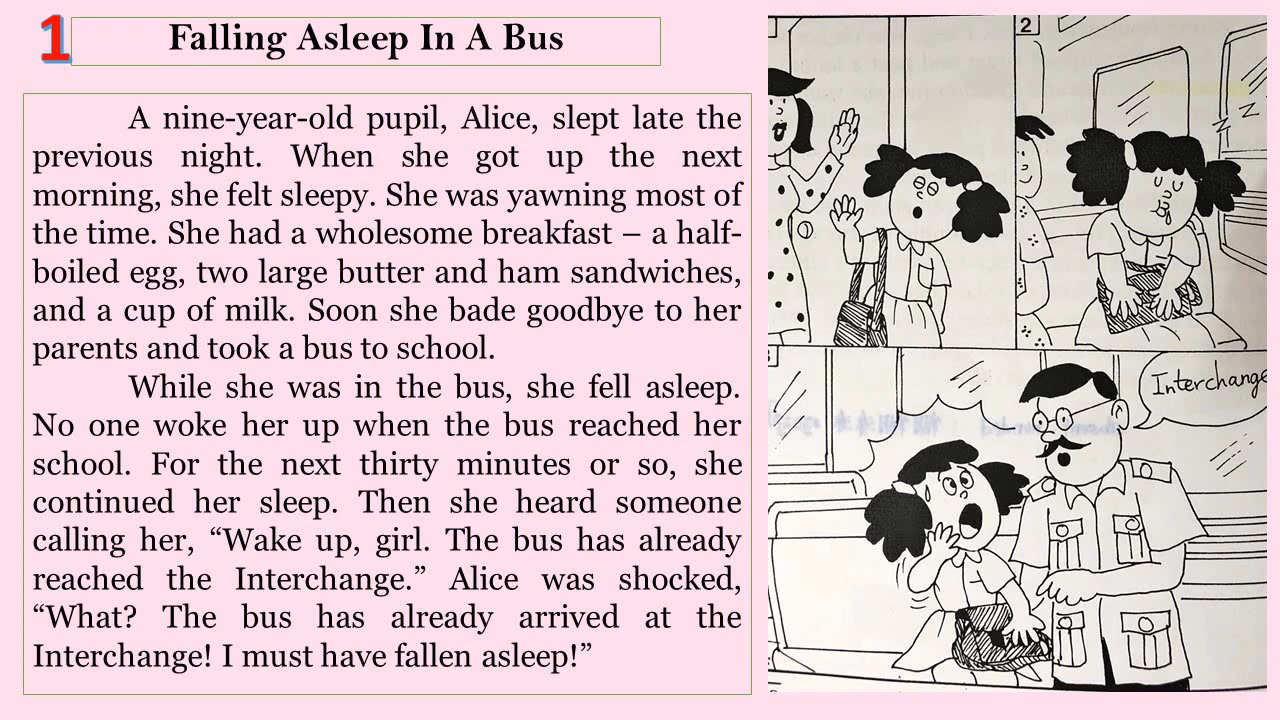 1
Falling Asleep In A Bus
A nine-year-old pupil, Alice, slept late the
previous night. When she got up the next
morning, she felt sleepy. She was yawning most of
the time. She had a wholesome breakfast – a half-
boiled egg, two large butter and ham sandwiches,
and a cup of milk. Soon she bade goodbye to her
parents and took a bus to school.
While she was in the bus, she fell asleep.
No one woke her up when the bus reached her
school. For the next thirty minutes or so, she
continued her sleep. Then she heard someone
calling her, “Wake up, girl. The bus has already
reached the Interchange.” Alice was shocked,
“What? The bus has already arrived at the
Interchange! I must have fallen asleep!”
2
Z
Z
Interchange